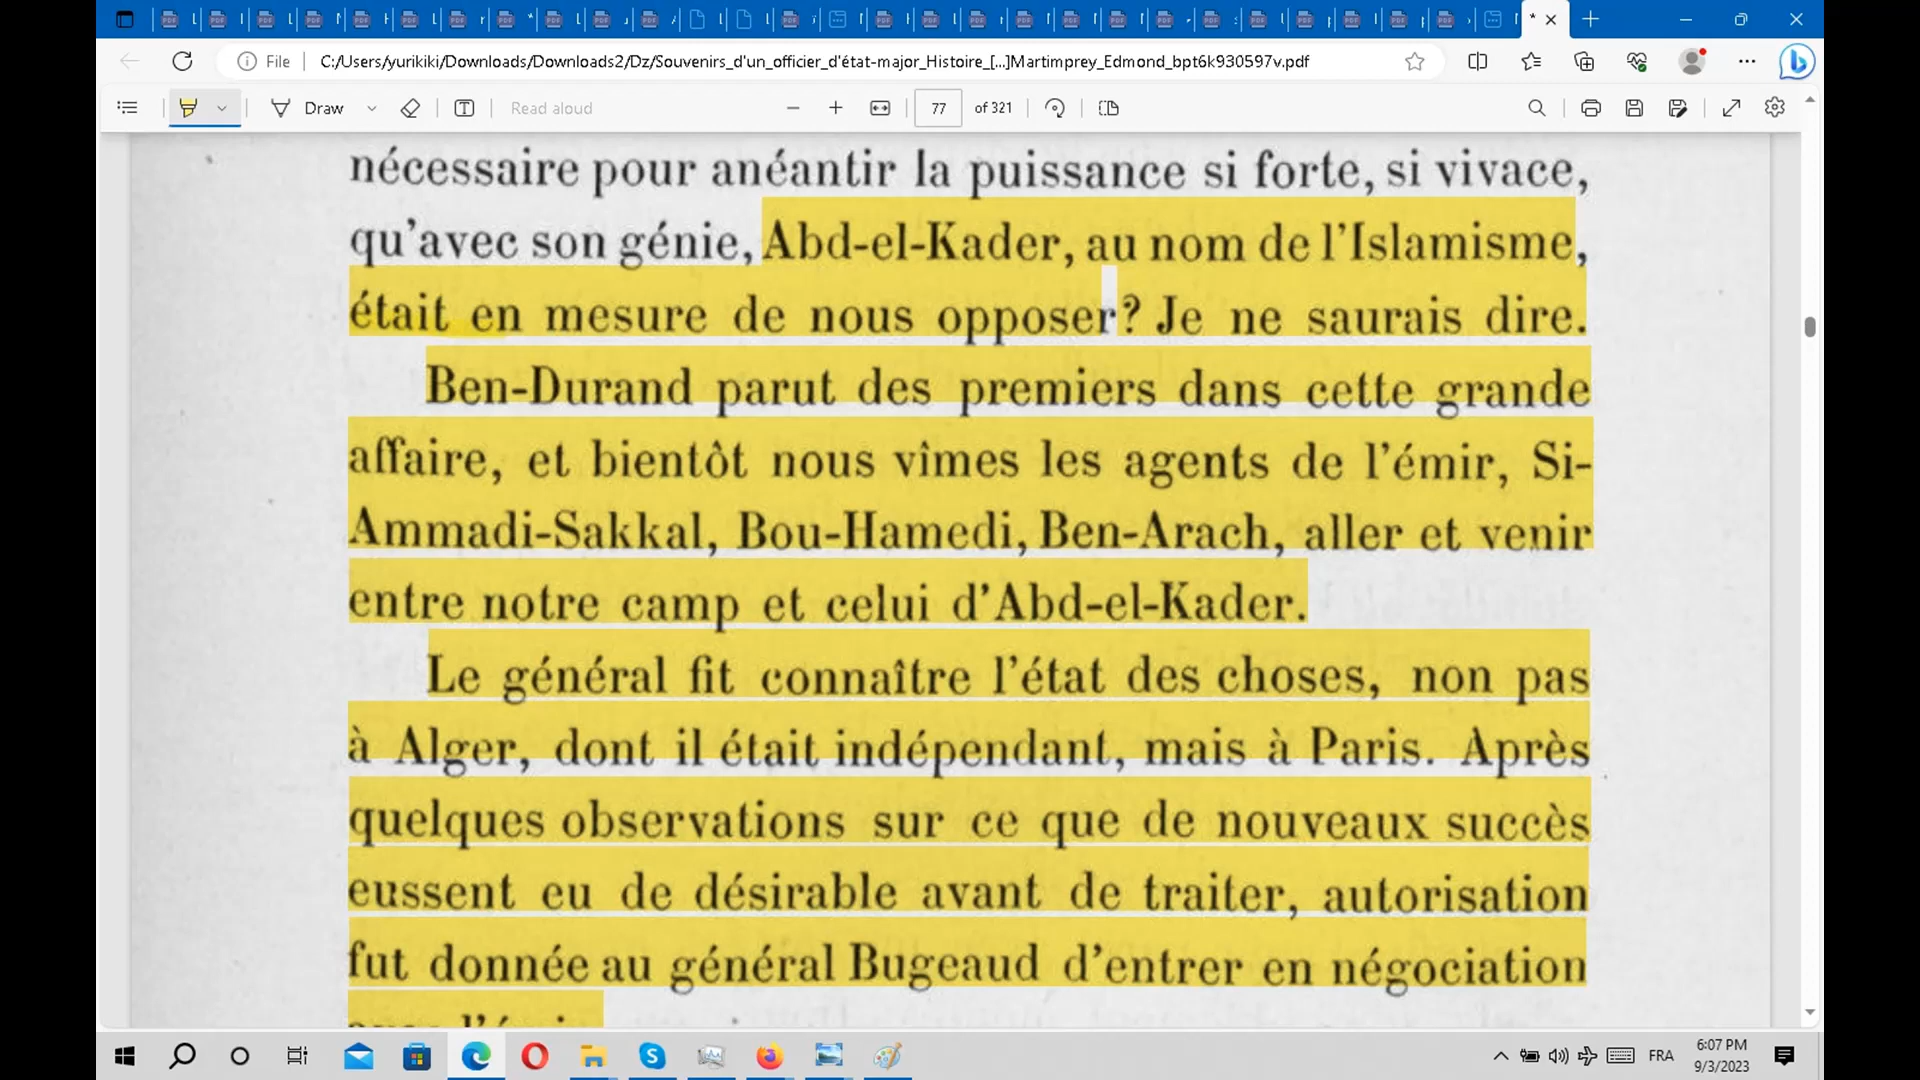 File
C:/Users/yurikiki/Downloads/Downloads2/Dz/Souvenirs_d'un_officier_d'état-major_Histoire_[...]Martimprey_Edmond_bpt6k930597v.pdf
Draw
Read aloud
77 of 321
nécessaire pour anéantir la puissance si forte, si vivace,
qu'avec son génie, Abd-el-Kader, au nom de l'Islamisme,
était en mesure de nous opposer? Je ne saurais dire.
Ben-Durand parut des premiers dans cette grande
affaire, et bientôt nous vîmes les agents de l'émir, Si-
Ammadi-Sakkal, Bou-Hamedi, Ben-Arach, aller et venir
entre notre camp et celui d'Abd-el-Kader.
Le général fit connaître l'état des choses, non pas
à Alger, dont il était indépendant, mais à Paris. Après
quelques observations sur ce que de nouveaux succès
eussent eu de désirable avant de traiter, autorisation
fut donnée au général Bugeaud d'entrer en négociation
FRA
6:07 PM
9/3/2023